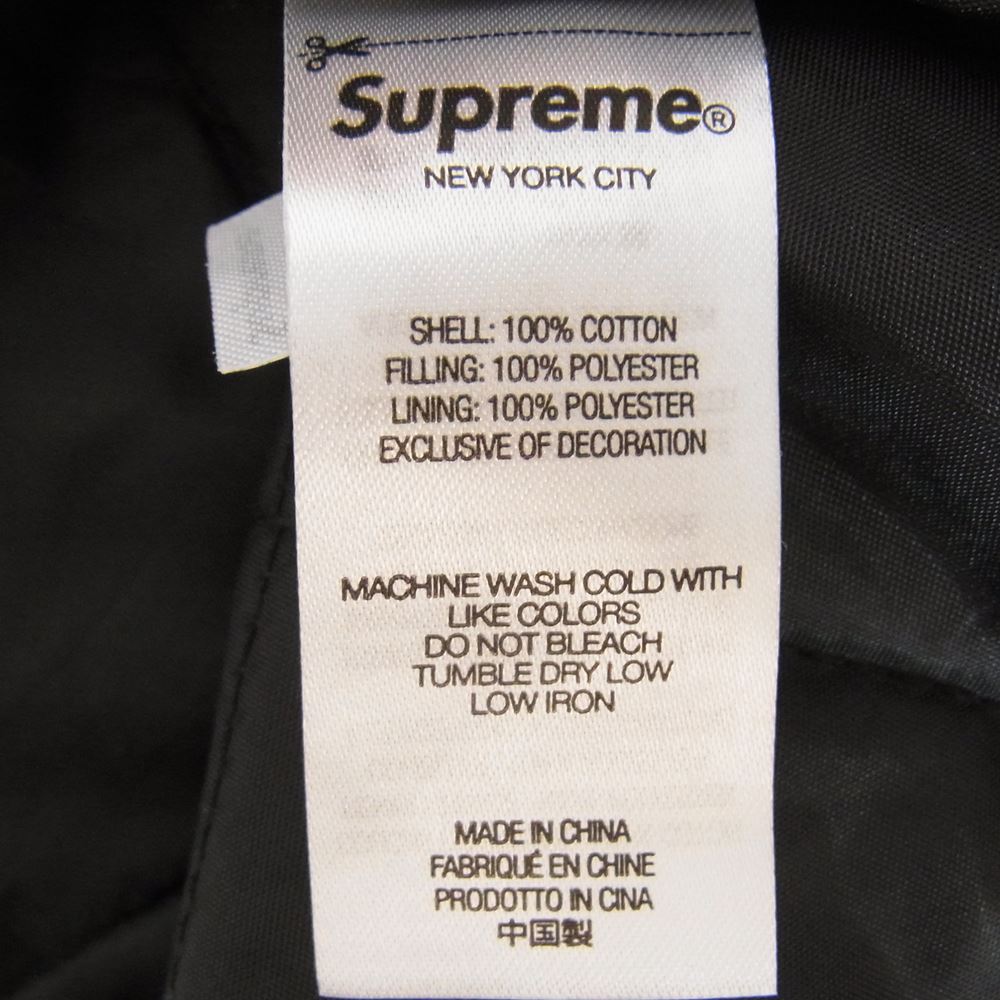 Supreme®
NEW YORK CITY
SHELL: 100% COTTON
FILLING: 100% POLYESTER
LINING: 100% POLYESTER
EXCLUSIVE OF DECORATION
MACHINE WASH COLD WITH
LIKE COLORS
DO NOT BLEACH
TUMBLE DRY LOW
LOW IRON
MADE IN CHINA
FABRIQUÉ EN CHINE
PRODOTTO IN CINA
中国製